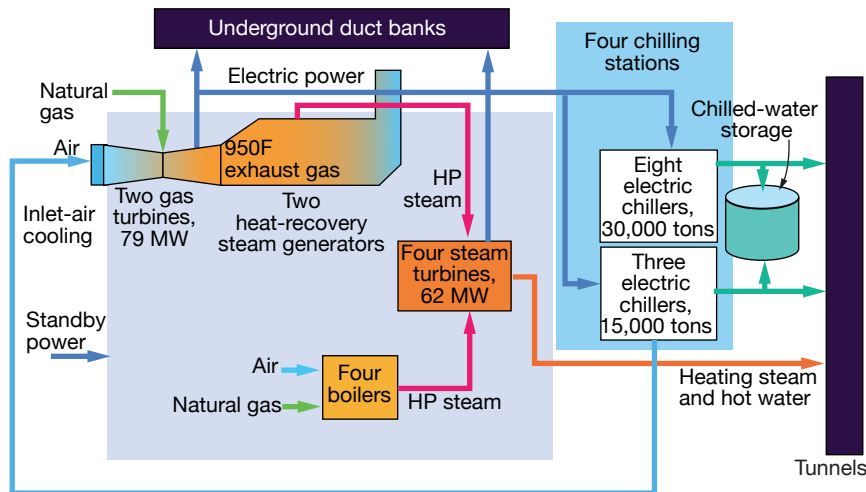 Underground duct banks
Four chilling
stations
Electric power
Natural
gas
Chilled-water
storage
Air
950F
exhaust gas
Eight
electric
chillers,
30,000 tons
HP
steam
Two gas
turbines,
79 MW
Two
heat-recovery
steam generators
Inlet-air
cooling
Four steam
turbines,
62 MW
Three
electric
chillers,
15,000 tons
Standby
power
Air
Four
boilers
Natural gas
HP steam
Heating steam
and hot water
Tunnels